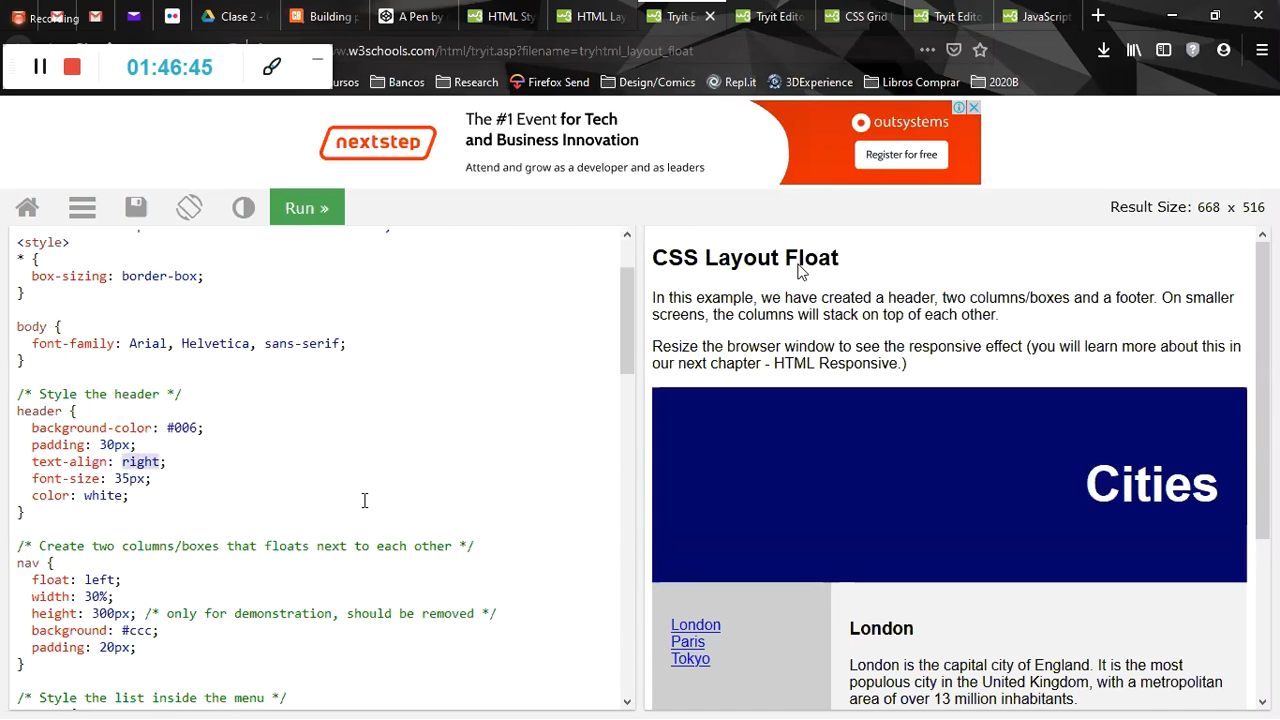 Recording
Clase 2 -
Building
A Pen by
HTML Sty
HTML Lay
Tryit E
Tryit Edito
CSS Grid
Tryit Edito
JavaScript
01:46:45
w3schools.com/html/tryit.asp?filename=tryhtml_layout_float
Bancos
Research
Firefox Send
Design/Comics
Repl.it
3DExperience
Libros Comprar
2020B
The #1 Event for Tech
and Business Innovation
nextstep
Attend and grow as a developer and as leaders
outsystems
Register for free
Run »
Result Size: 668 x 516
<style>
* {
box-sizing: border-box;
}
body {
font-family: Arial, Helvetica, sans-serif;
}
/* Style the header */
header {
background-color: #006;
padding: 30px;
text-align: right;
font-size: 35px;
color: white;
}
/* Create two columns/boxes that floats next to each other */
nav {
float: left;
width: 30%;
height: 300px; /* only for demonstration, should be removed */
background: #ccc;
padding: 20px;
}
/* Style the list inside the menu */
CSS Layout Float
In this example, we have created a header, two columns/boxes and a footer. On smaller
screens, the columns will stack on top of each other.
Resize the browser window to see the responsive effect (you will learn more about this in
our next chapter - HTML Responsive.)
Cities
London
Paris
Tokyo
London
London is the capital city of England. It is the most
populous city in the United Kingdom, with a metropolitan
area of over 13 million inhabitants.